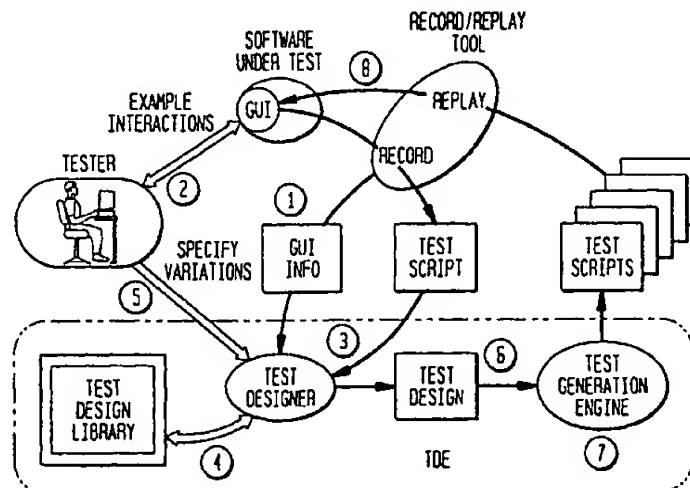 RECORD/REPLAY
TOOL
SOFTWARE
UNDER TEST
8
EXAMPLE
INTERACTIONS
GUI
REPLAY
RECORD
TESTER
2
1
SPECIFY
VARIATIONS
GUI
INFO
TEST
SCRIPT
TEST
SCRIPTS
5
3
6
TEST
DESIGN
LIBRARY
TEST
DESIGNER
TEST
DESIGN
TEST
GENERATION
ENGINE
4
TDE
7